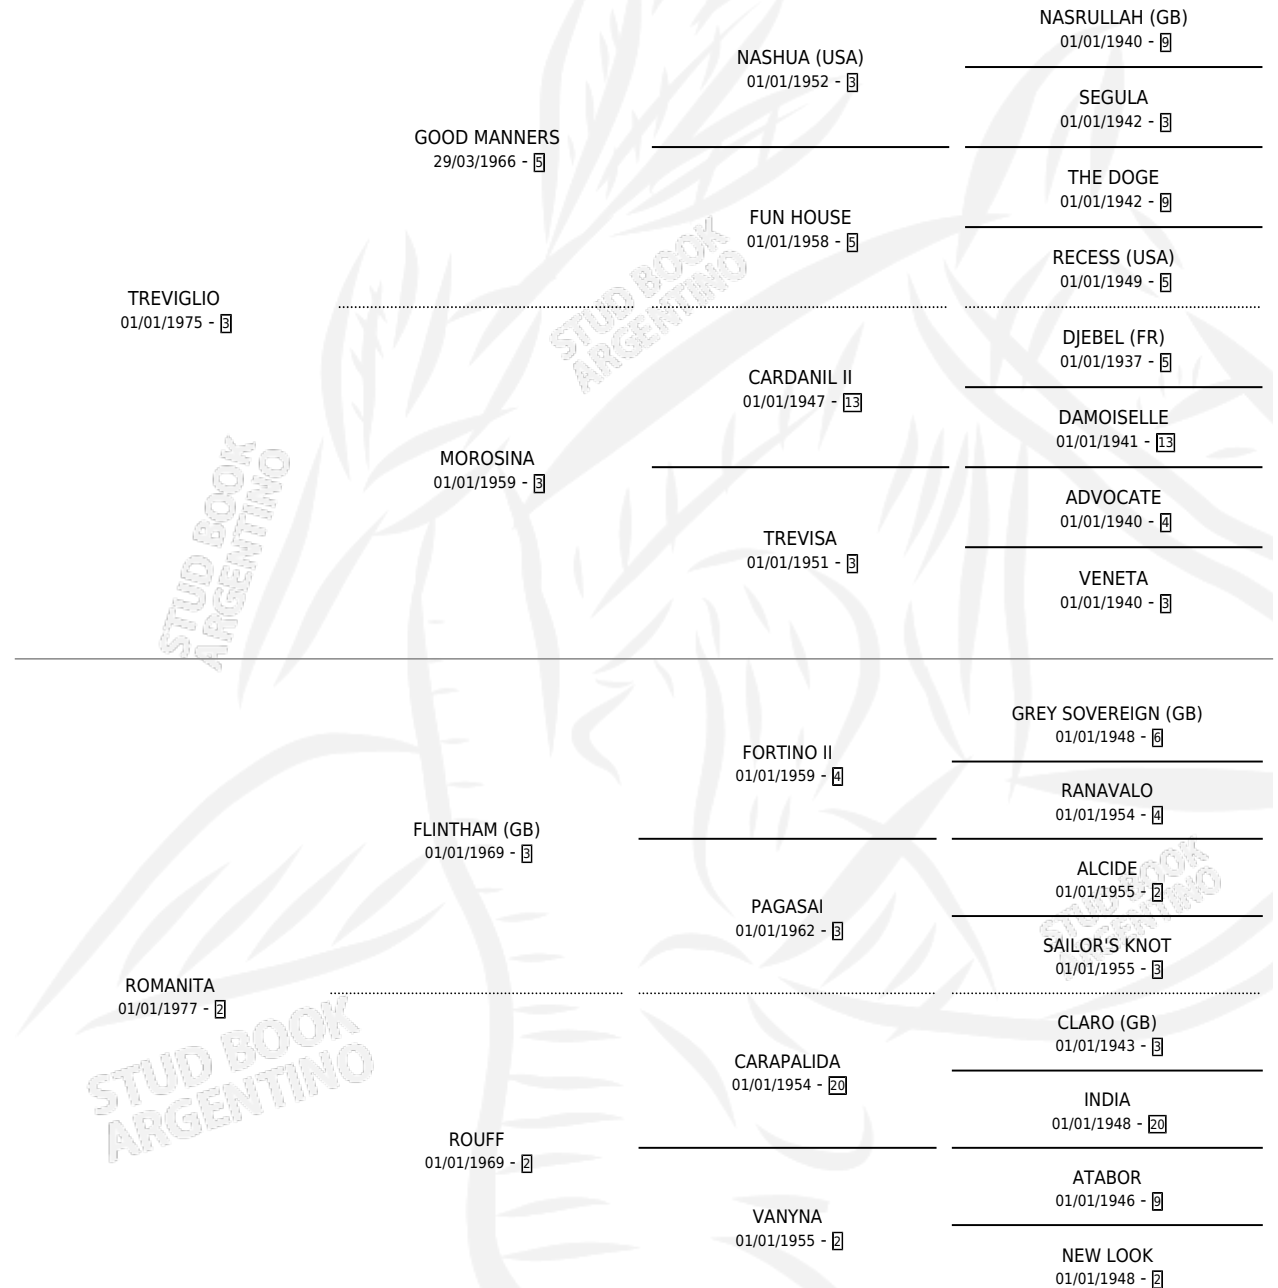 NASRULLAH (GB)
01/01/1940 - 9
NASHUA (USA)
01/01/1952 - 3
SEGULA
01/01/1942 - 3
GOOD MANNERS
29/03/1966 - 5
THE DOGE
01/01/1942 - 9
FUN HOUSE
01/01/1958 - 5
RECESS (USA)
01/01/1949 - 5
TREVIGLIO
01/01/1975 - 3
DJEBEL (FR)
01/01/1937 - 5
CARDANIL II
01/01/1947 - 13
DAMOISELLE
01/01/1941 - 13
MOROSINA
01/01/1959 - 3
ADVOCATE
01/01/1940 - 4
TREVISA
01/01/1951 - 3
VENETA
01/01/1940 - 3
GREY SOVEREIGN (GB)
01/01/1948 - 6
FORTINO II
01/01/1959 - 4
RANAVALO
01/01/1954 - 4
FLINTHAM (GB)
01/01/1969 - 3
ALCIDE
01/01/1955 - 2
PAGASAI
01/01/1962 - 3
SAILOR'S KNOT
01/01/1955 - 3
ROMANITA
01/01/1977 - 2
CLARO (GB)
01/01/1943 - 3
CARAPALIDA
01/01/1954 - 20
INDIA
01/01/1948 - 20
ROUFF
01/01/1969 - 2
ATABOR
01/01/1946 - 9
VANYNA
01/01/1955 - 2
NEW LOOK
01/01/1948 - 2
STUD BOOK
ARGENTINO
STUD BOOK
ARGENTINO
STUD BOOK
ARGENTINO
STUD BOOK
ARGENTINO